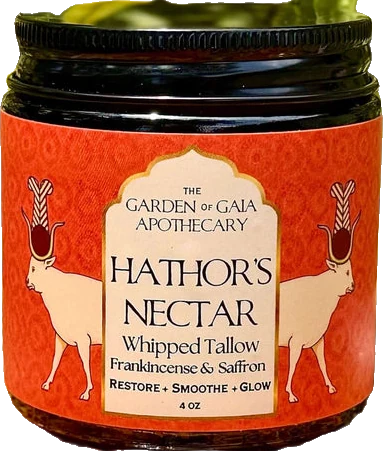 THE
GARDEN OF GAIA
APOTHECARY
HATHOR'S
NECTAR
Whipped Tallow
Frankincense & Saffron
RESTORE + SMOOTHE + GLOW
4 OZ